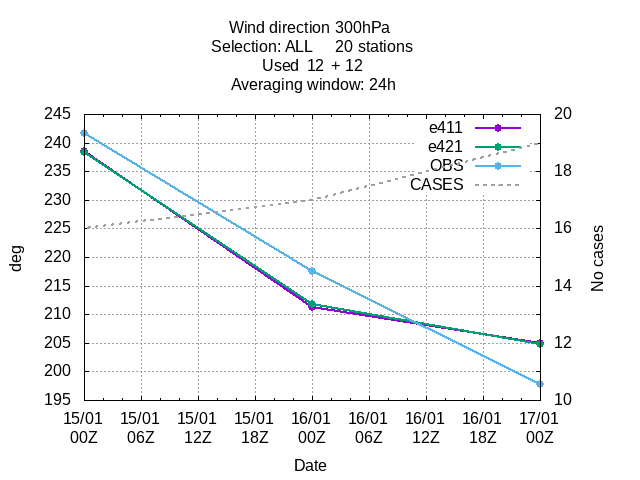 Wind direction 300hPa
Selection: ALL 20 stations
Used 12 + 12
Averaging window: 24h
245
240
235
230
225
220
215
210
205
200
195
deg
e411
e421
OBS
CASES
20
18
16
14
12
10
No cases
15/01 15/01 15/01 15/01 16/01 16/01 16/01 16/01 17/01
00Z 06Z 12Z 18Z 00Z 06Z 12Z 18Z 00Z
Date